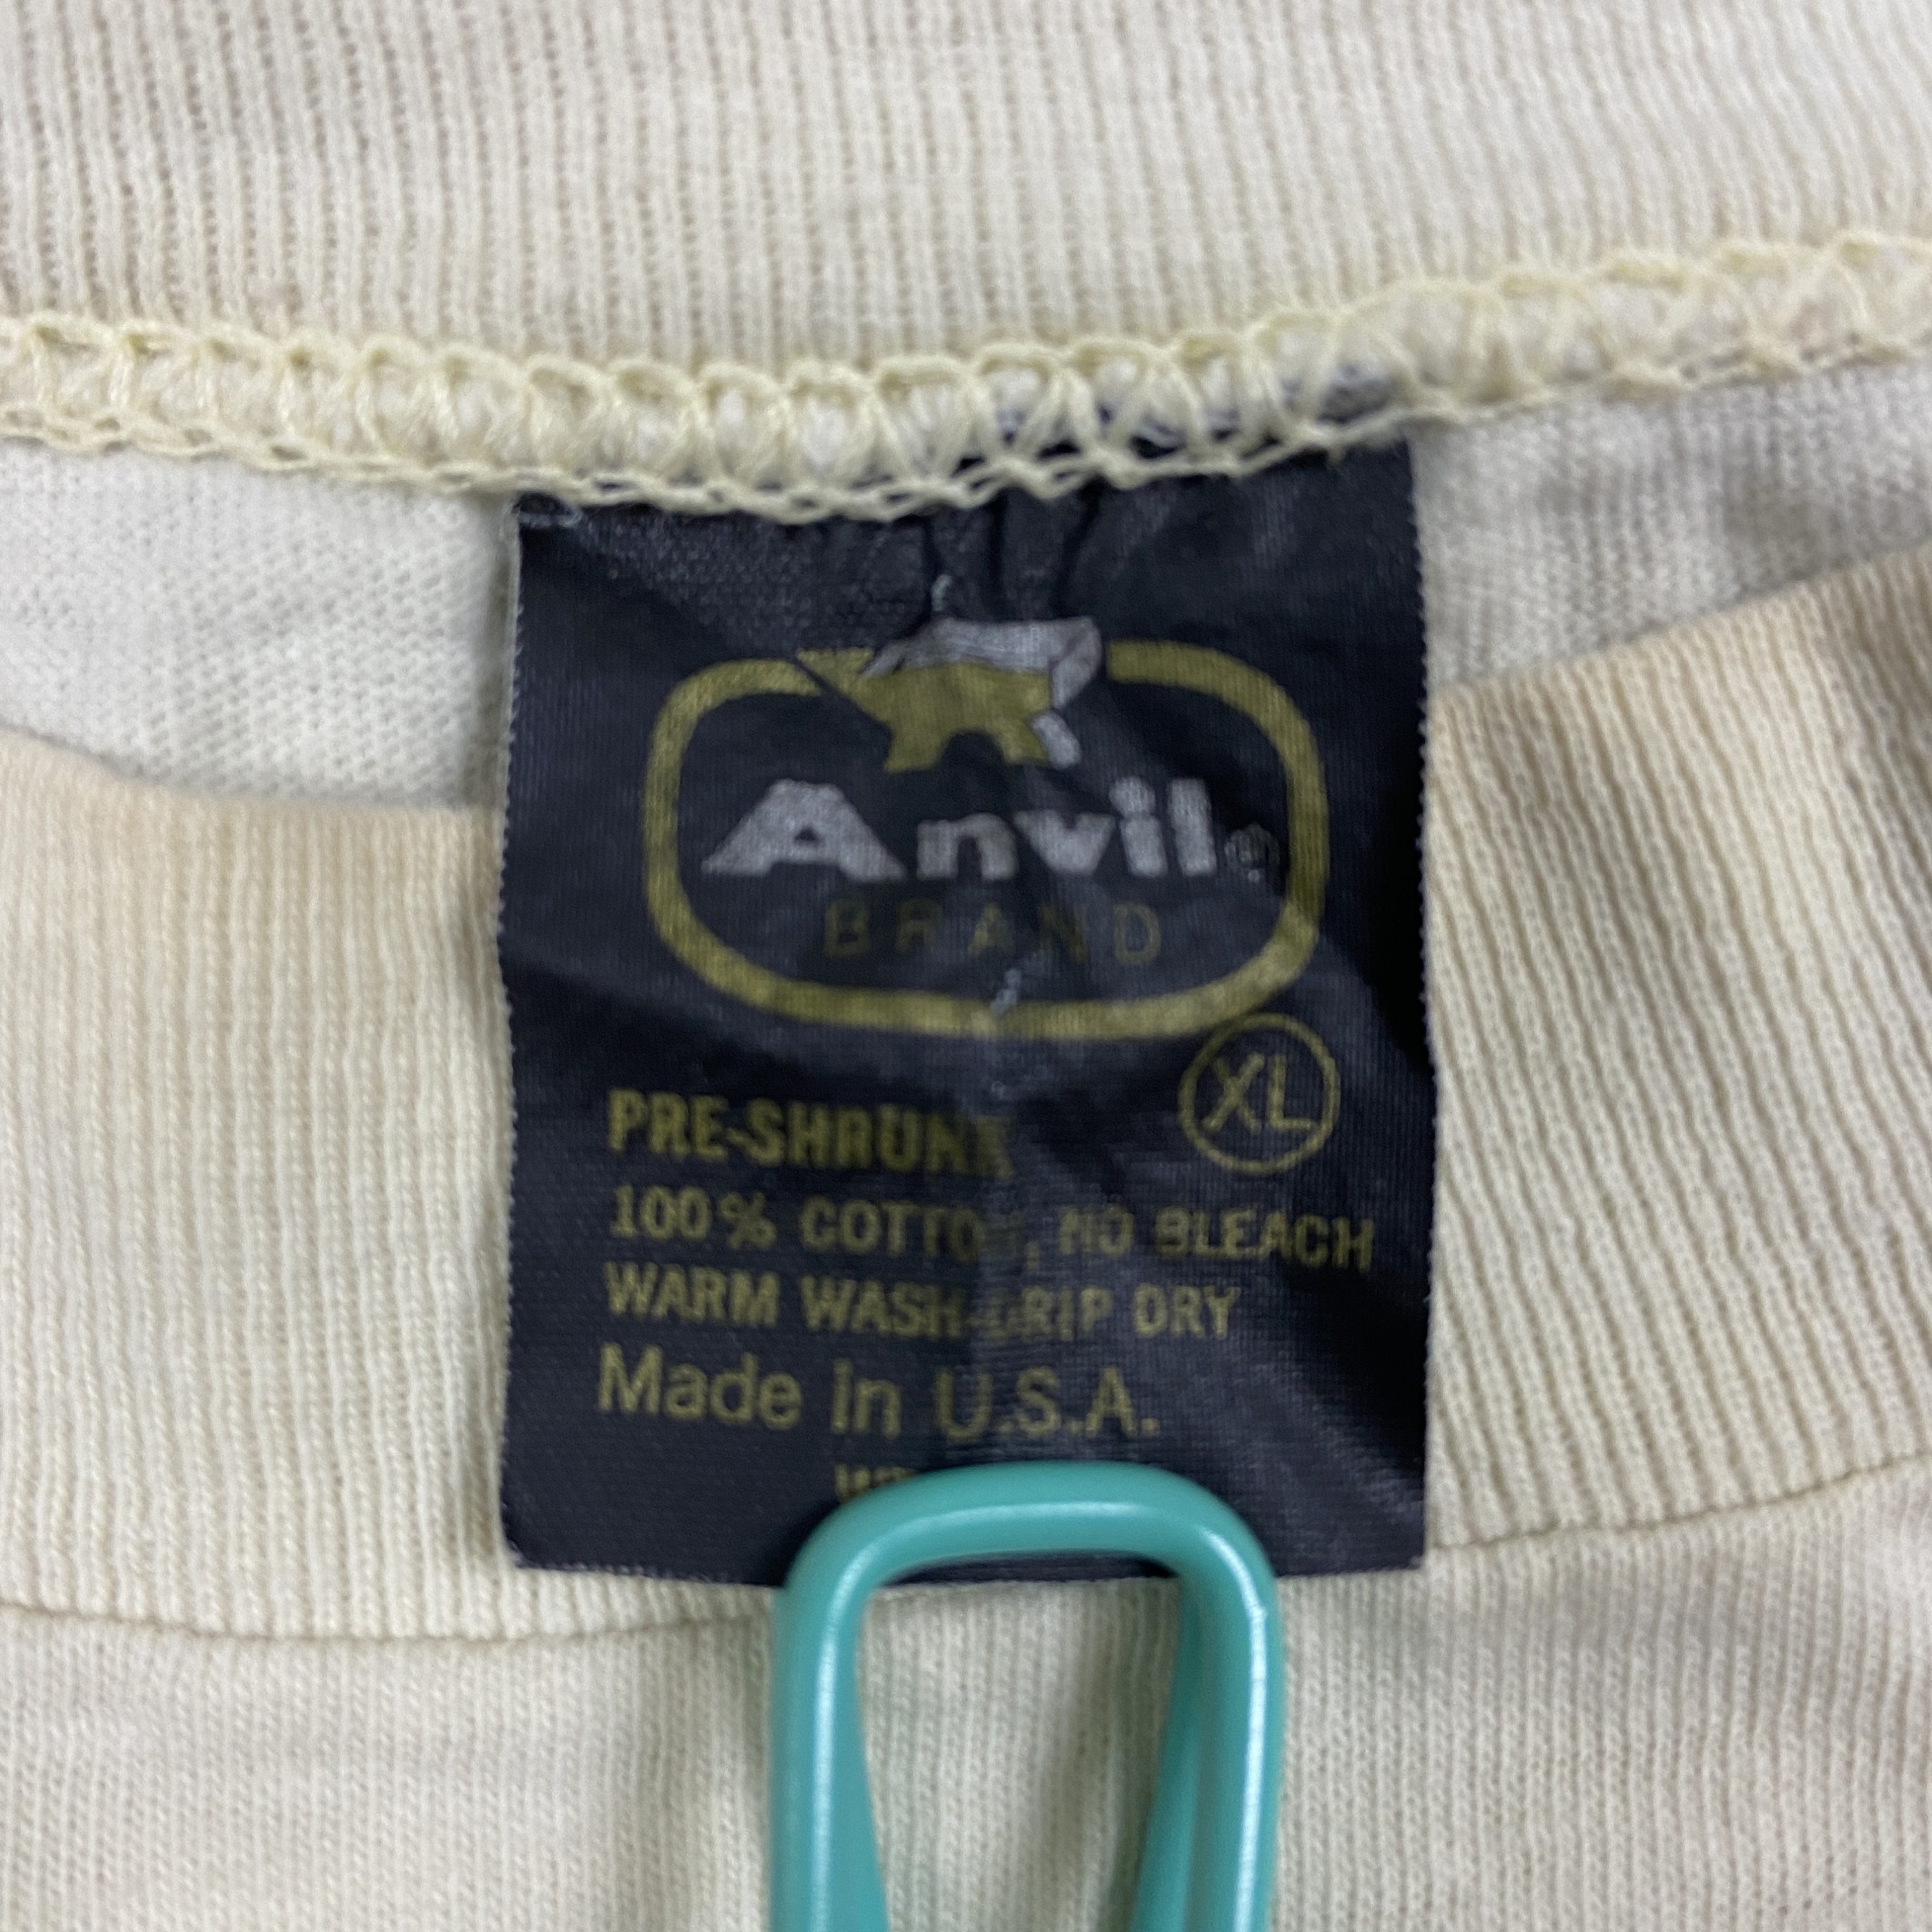 Anvil®
BRAND
XL
PRE-SHRUNK
100% COTTON, NO BLEACH
WARM WASH-DRIP DRY
Made In U.S.A.